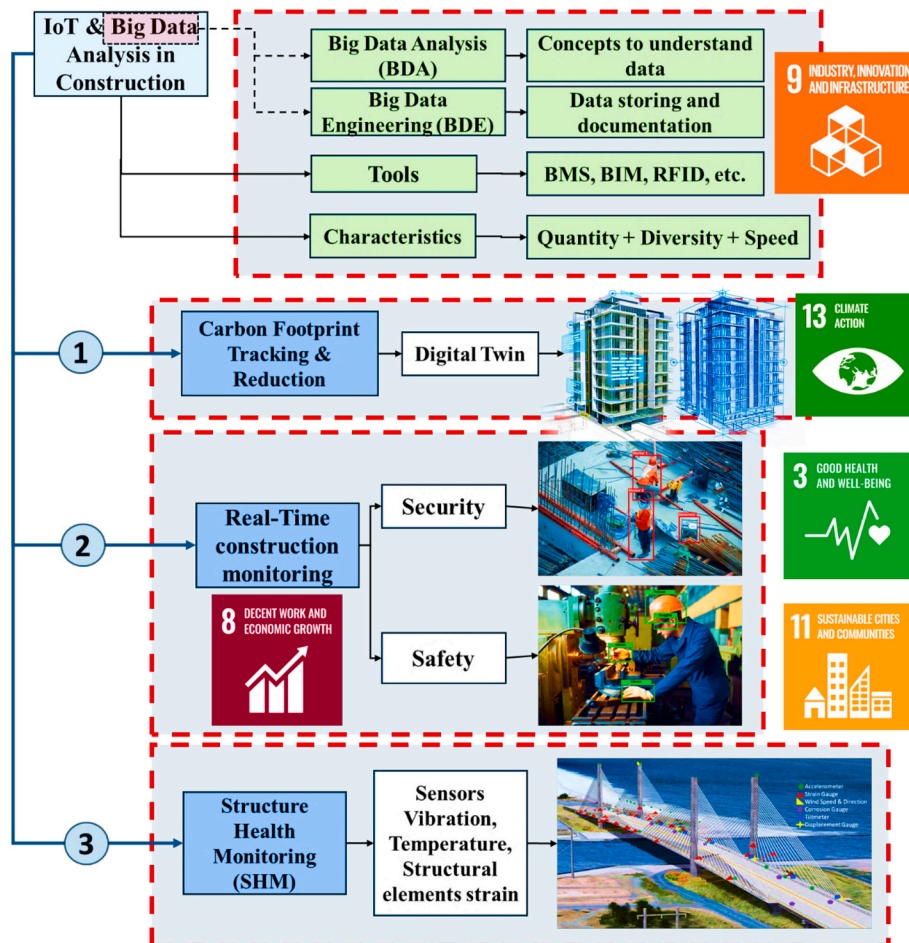 IoT & Big Data
Analysis in
Construction
Big Data Analysis
(BDA)
Concepts to understand
data
Big Data
Engineering (BDE)
Data storing and
documentation
Tools
BMS, BIM, RFID, etc.
Characteristics
Quantity + Diversity + Speed
9 INDUSTRY, INNOVATION
AND INFRASTRUCTURE
1
Carbon Footprint
Tracking &
Reduction
Digital Twin
13 CLIMATE
ACTION
2
Real-Time
construction
monitoring
Security
Safety
8 DECENT WORK AND
ECONOMIC GROWTH
3 GOOD HEALTH
AND WELL-BEING
11 SUSTAINABLE CITIES
AND COMMUNITIES
3
Structure
Health
Monitoring
(SHM)
Sensors
Vibration,
Temperature,
Structural
elements strain
Accelerometer
Strain Gauge
Wind Speed & Direction
Corrosion Gauge
Tiltmeter
Displacement Gauge